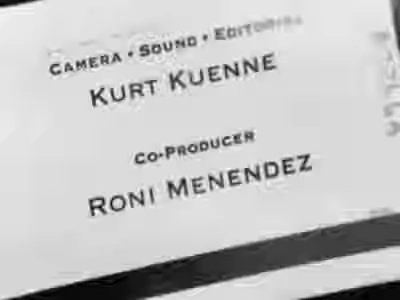 CAMERA • SOUND • EDITORIAL
KURT KUENNE
CO-PRODUCER
RONI MENENDEZ